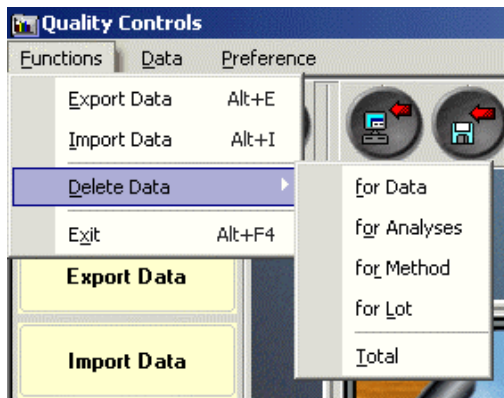 Quality Controls
Functions Data Preference
Export Data Alt+E
Import Data Alt+I
Delete Data
Exit Alt+F4
for Data
for Analyses
for Method
for Lot
Total
Export Data
Import Data